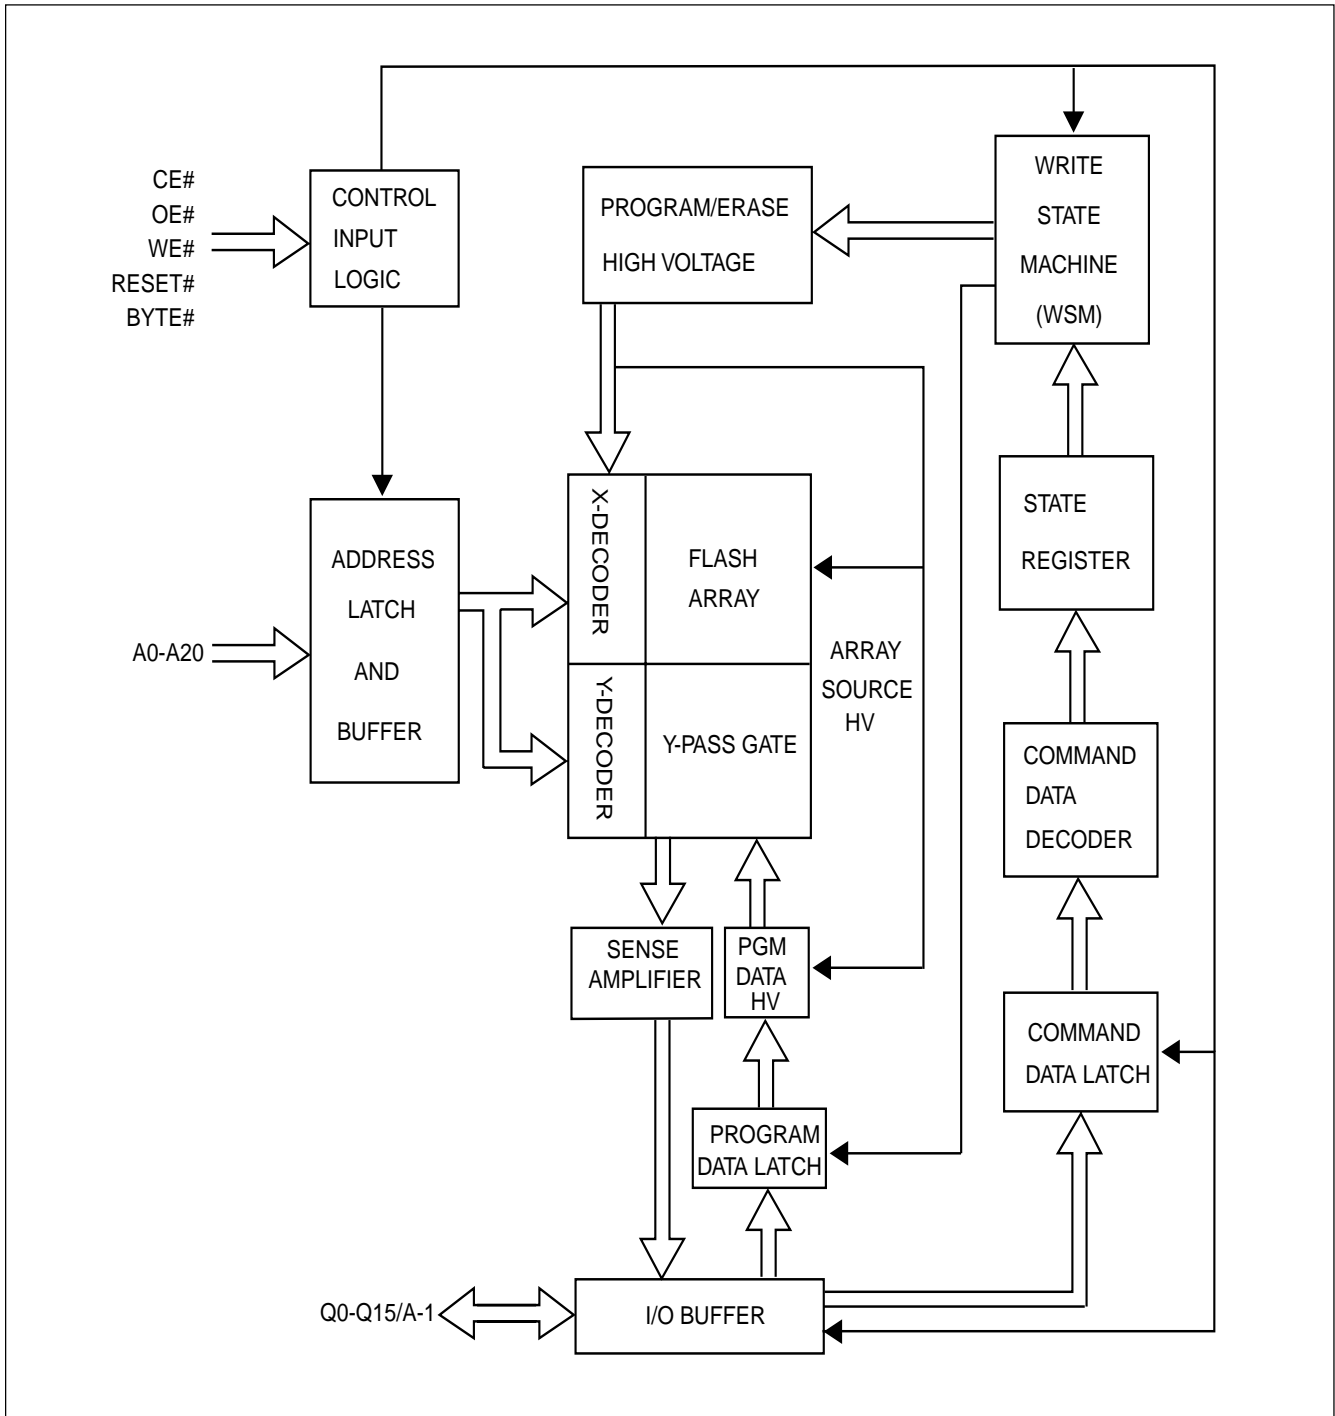 CE#
OE#
WE#
RESET#
BYTE#
CONTROL
INPUT
LOGIC
PROGRAM/ERASE
HIGH VOLTAGE
WRITE
STATE
MACHINE
(WSM)
STATE
REGISTER
A0-A20
ADDRESS
LATCH
AND
BUFFER
X-DECODER
FLASH
ARRAY
Y-DECODER
Y-PASS GATE
ARRAY
SOURCE
HV
COMMAND
DATA
DECODER
SENSE
AMPLIFIER
PGM
DATA
HV
COMMAND
DATA LATCH
PROGRAM
DATA LATCH
Q0-Q15/A-1
I/O BUFFER